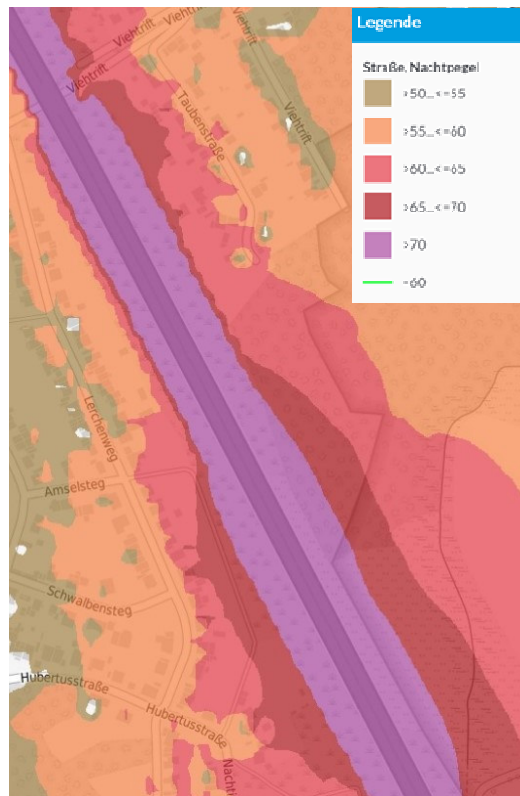 Legende
Straße, Nachtpegel
>50...<=55
>55...<=60
>60...<=65
>65...<=70
>70
=60
Viehtrift
Viehtrift
Viehtrift
Viehtrift
Taubenstraße
Lerchenweg
Amselsteg
Schwalbensteg
Hubertusstraße
Hubertusstraße